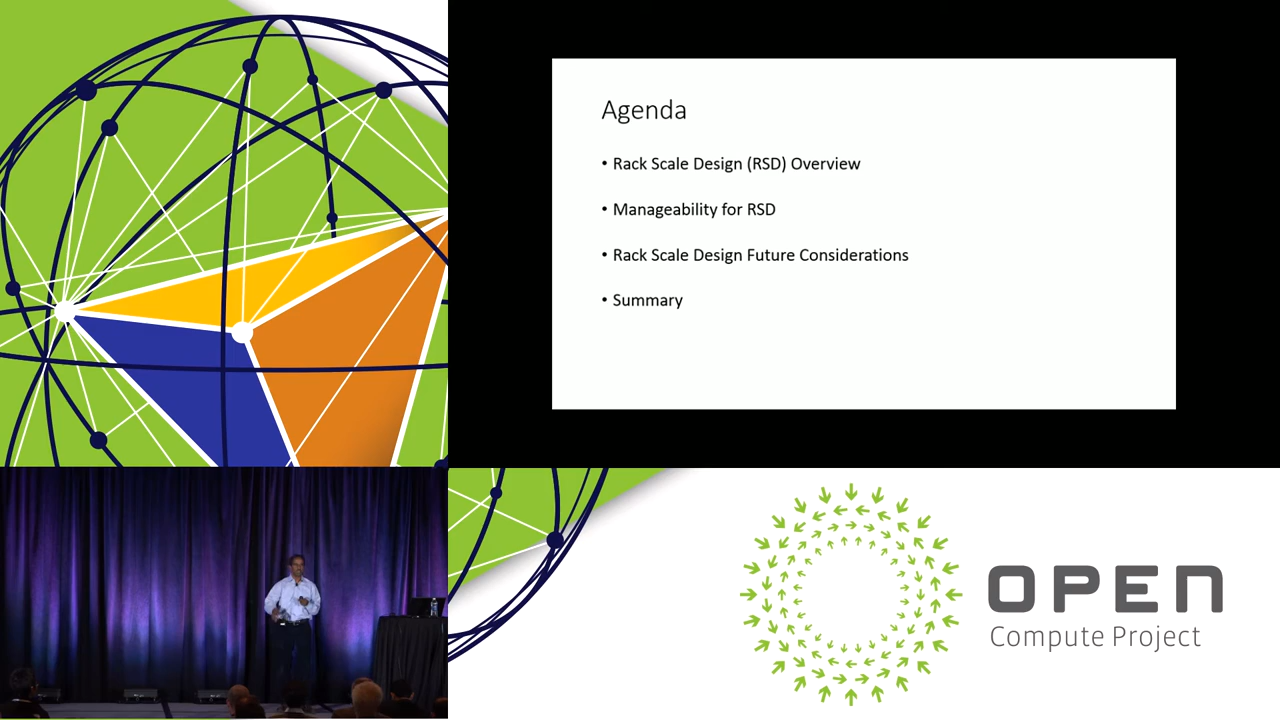 Agenda
• Rack Scale Design (RSD) Overview
• Manageability for RSD
• Rack Scale Design Future Considerations
• Summary
OPEN
Compute Project